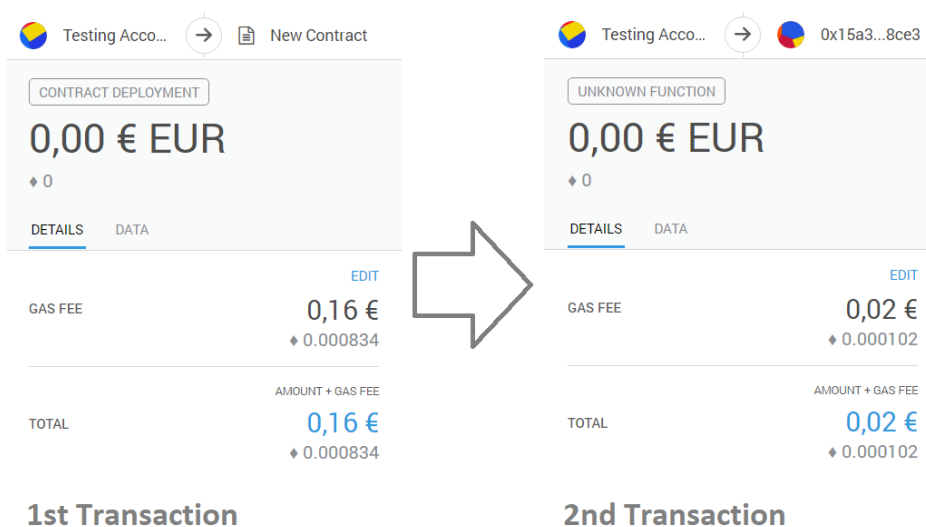 Testing Acco... New Contract
CONTRACT DEPLOYMENT
0,00 € EUR
♦ 0
DETAILS DATA
EDIT
GAS FEE 0,16 €
♦ 0.000834
AMOUNT + GAS FEE
TOTAL 0,16 €
♦ 0.000834
1st Transaction
Testing Acco... 0x15a3...8ce3
UNKNOWN FUNCTION
0,00 € EUR
♦ 0
DETAILS DATA
EDIT
GAS FEE 0,02 €
♦ 0.000102
AMOUNT + GAS FEE
TOTAL 0,02 €
♦ 0.000102
2nd Transaction